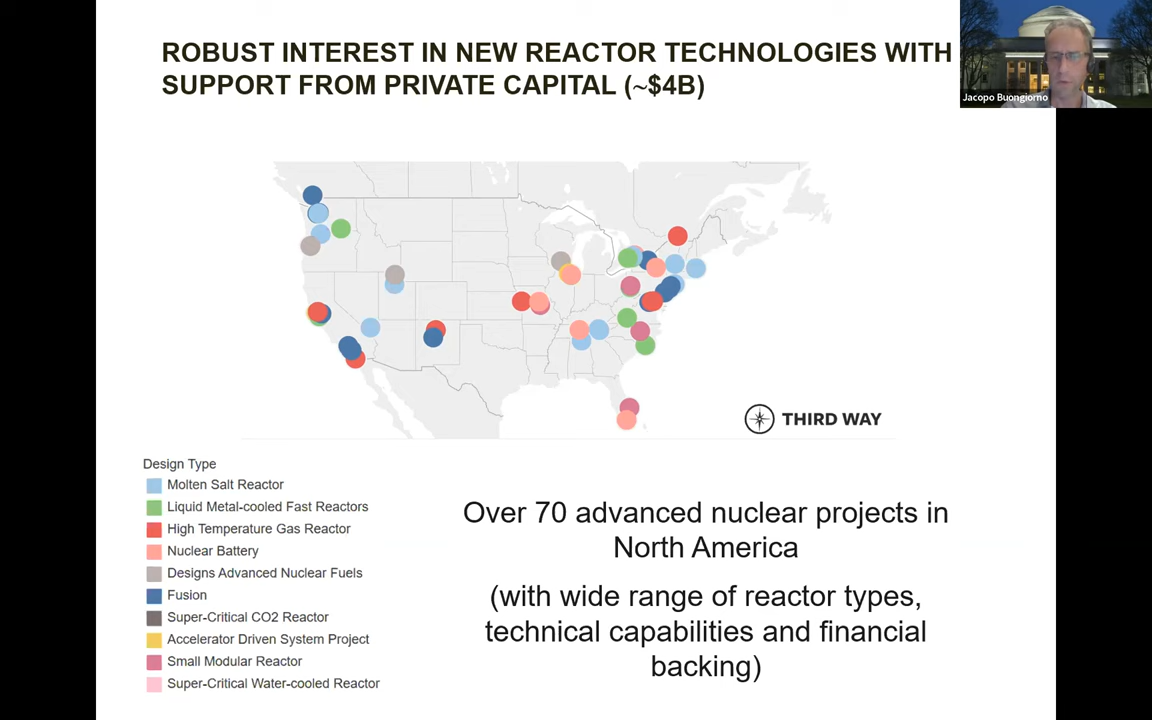 ROBUST INTEREST IN NEW REACTOR TECHNOLOGIES WITH
SUPPORT FROM PRIVATE CAPITAL (~$4B)
Jacopo Buongiorno
THIRD WAY
Design Type
Molten Salt Reactor
Liquid Metal-cooled Fast Reactors
High Temperature Gas Reactor
Nuclear Battery
Designs Advanced Nuclear Fuels
Fusion
Super-Critical CO2 Reactor
Accelerator Driven System Project
Small Modular Reactor
Super-Critical Water-cooled Reactor
Over 70 advanced nuclear projects in
North America
(with wide range of reactor types,
technical capabilities and financial
backing)